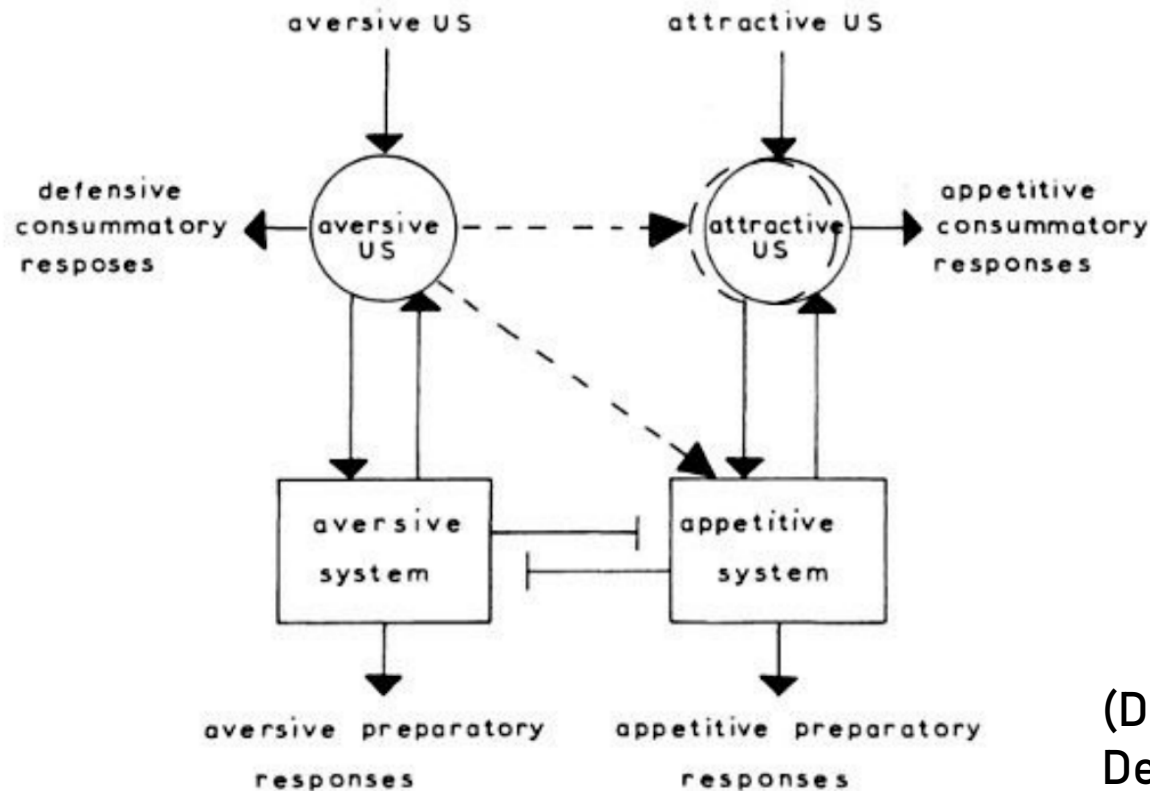 aversive US
attractive US
defensive
consummatory
resposes
aversive
US
attractive
US
appetitive
consummatory
responses
aversive
system
appetitive
system
aversive preparatory
responses
appetitive preparatory
responses
(D
De